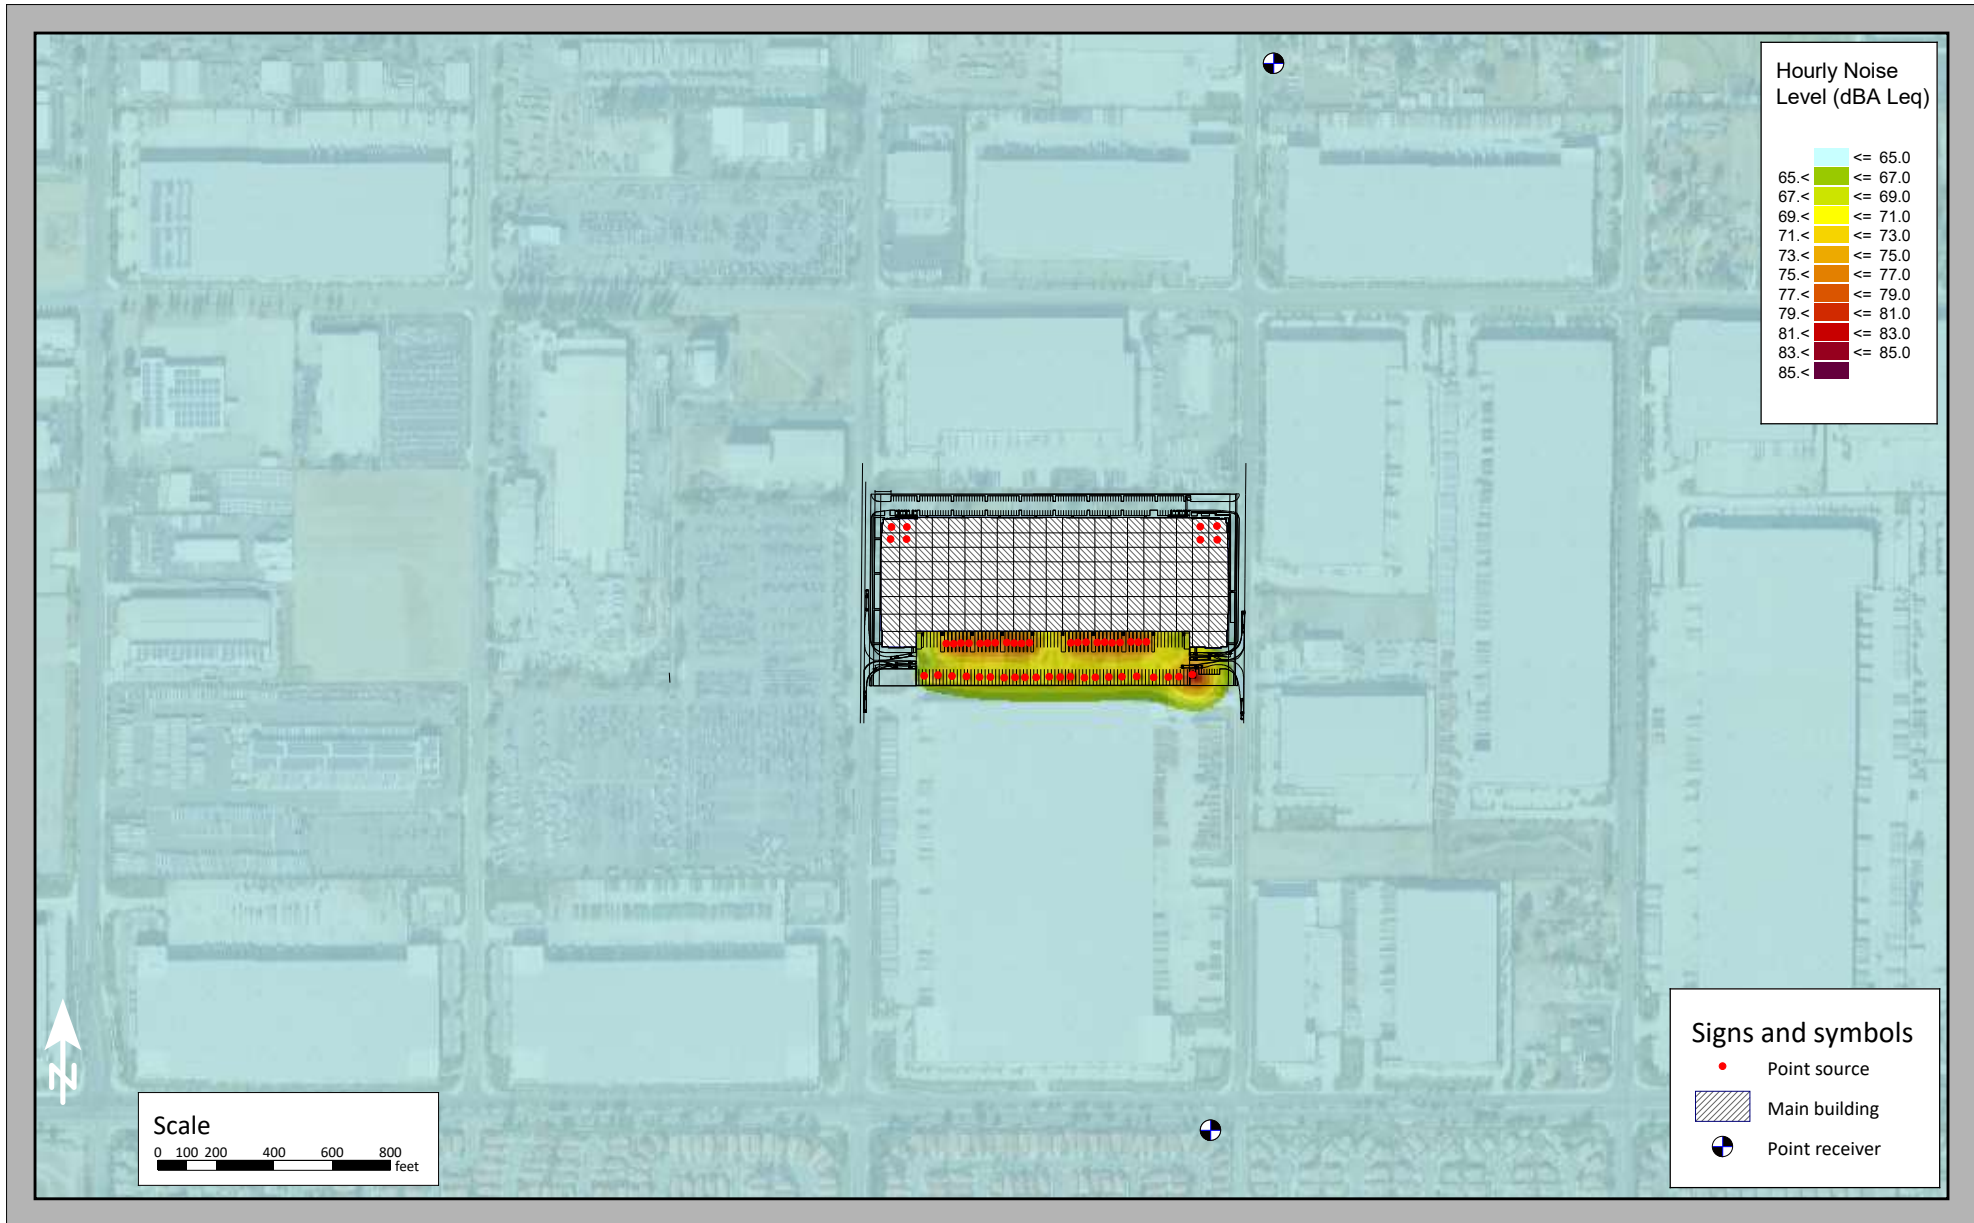 Hourly Noise
Level (dBA Leq)
<= 65.0
65.< <= 67.0
67.< <= 69.0
69.< <= 71.0
71.< <= 73.0
73.< <= 75.0
75.< <= 77.0
77.< <= 79.0
79.< <= 81.0
81.< <= 83.0
83.< <= 85.0
85.<
Signs and symbols
Point source
Main building
Point receiver
N
Scale
0 100 200 400 600 800
feet